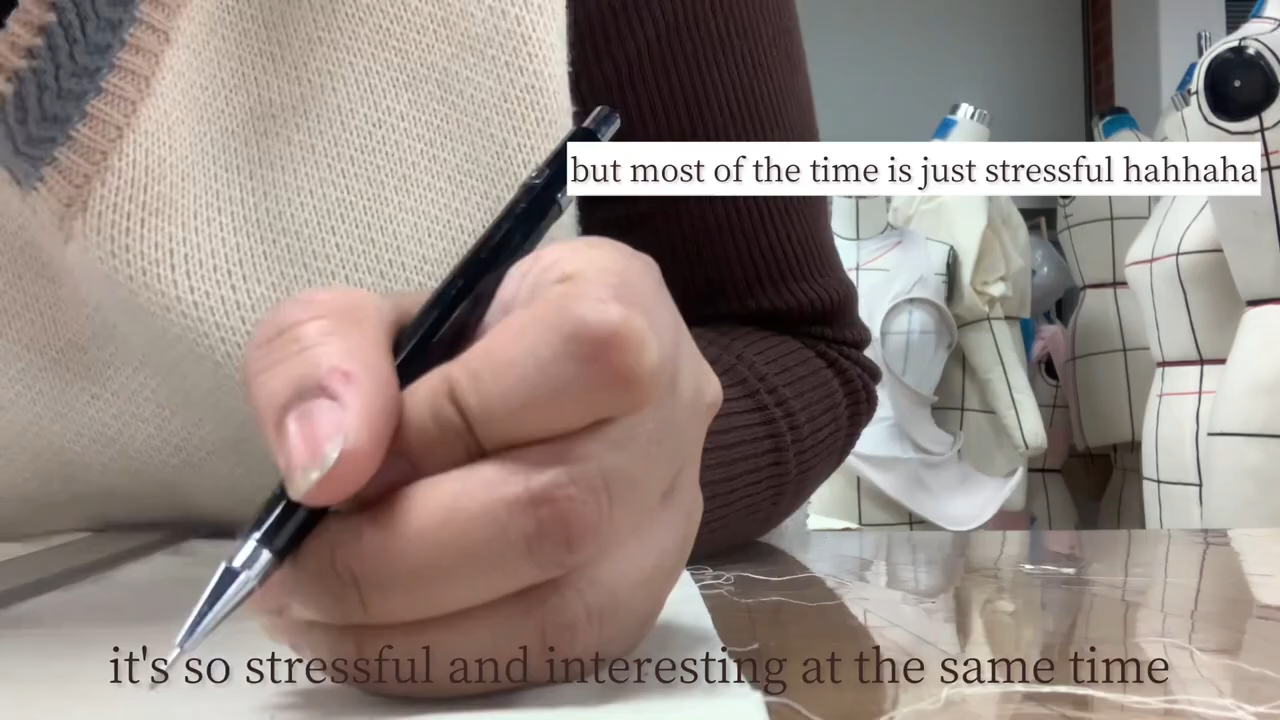 but most of the time is just stressful hahhaha
it's so stressful and interesting at the same time